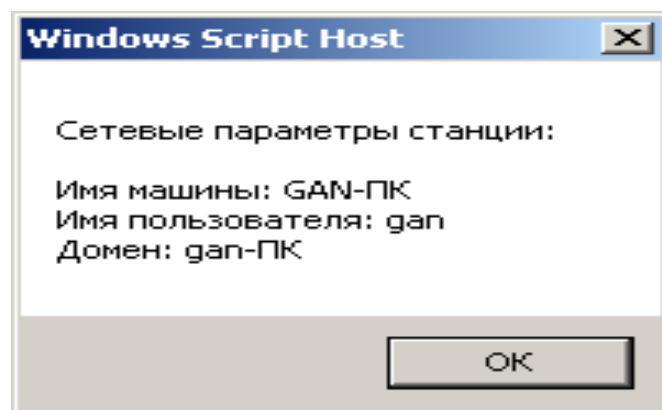 Windows Script Host
Сетевые параметры станции:
Имя машины: GAN-ПК
Имя пользователя: gan
Домен: gan-ПК
OK